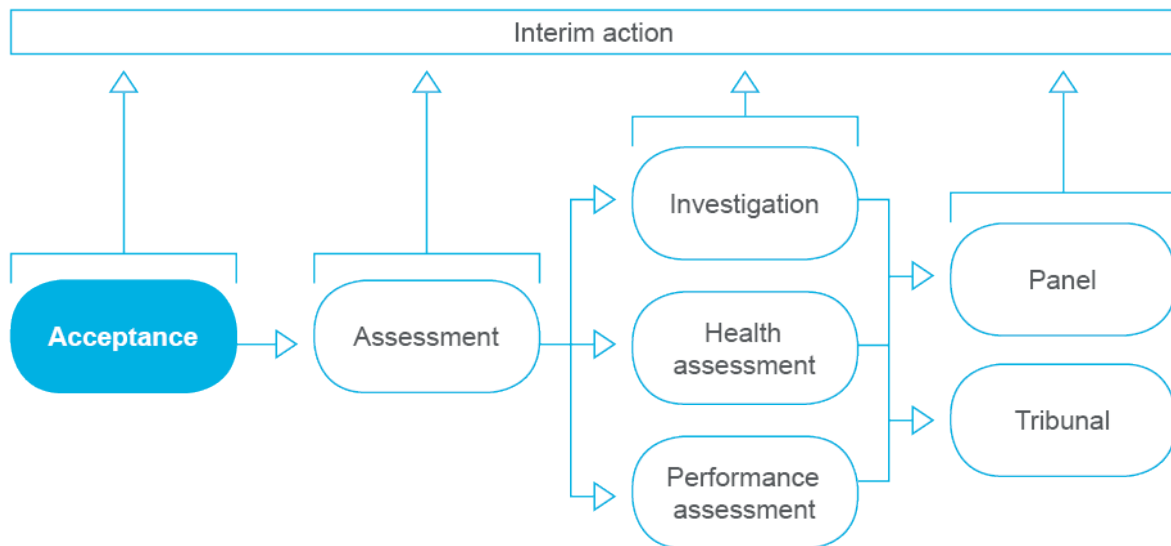 Interim action
Acceptance
Assessment
Investigation
Health
assessment
Performance
assessment
Panel
Tribunal